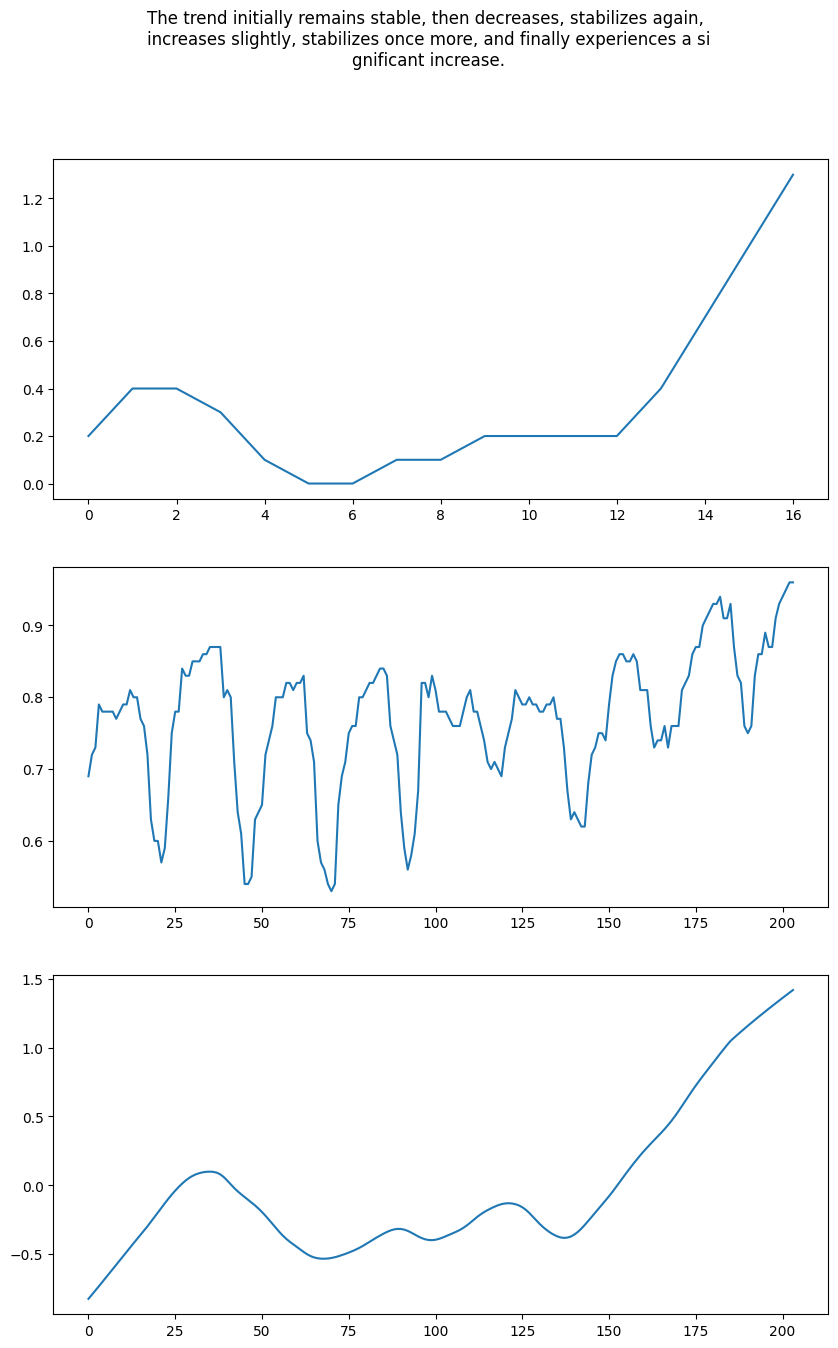 The trend initially remains stable, then decreases, stabilizes again,
increases slightly, stabilizes once more, and finally experiences a si
gnificant increase.
1.2
1.0
0.8
0.6
0.4
0.2
0.0
0 2 4 6 8 10 12 14 16
0.9
0.8
0.7
0.6
0 25 50 75 100 125 150 175 200
1.5
1.0
0.5
0.0
−0.5
0 25 50 75 100 125 150 175 200